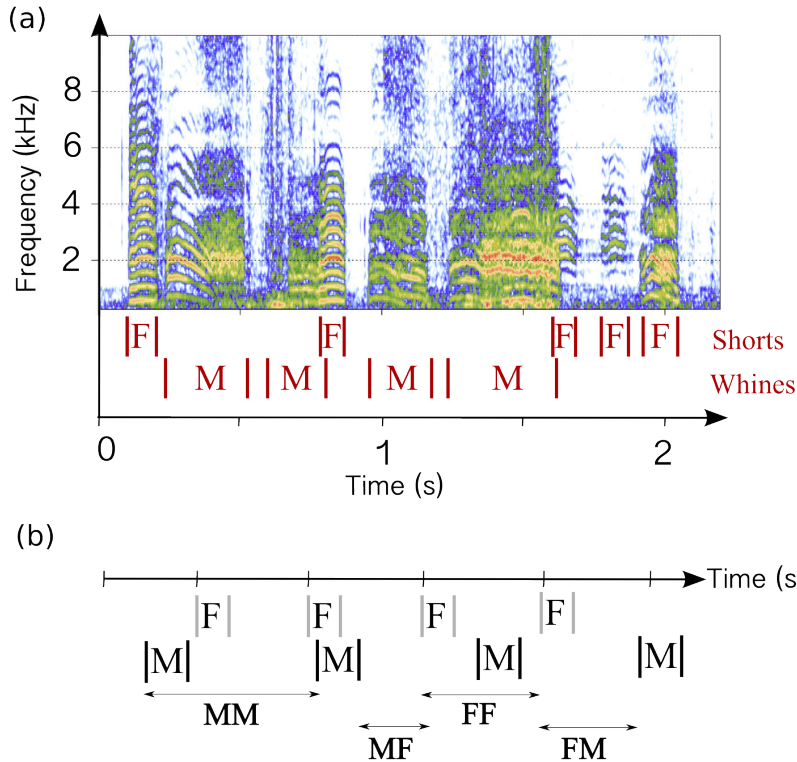 (a)
Frequency (kHz)
8
6
4
2
F F F F F Shorts
M M M M Whines
0 1 2
Time (s)
(b)
Time (s
F F F F
M M M M
MM FF
MF FM